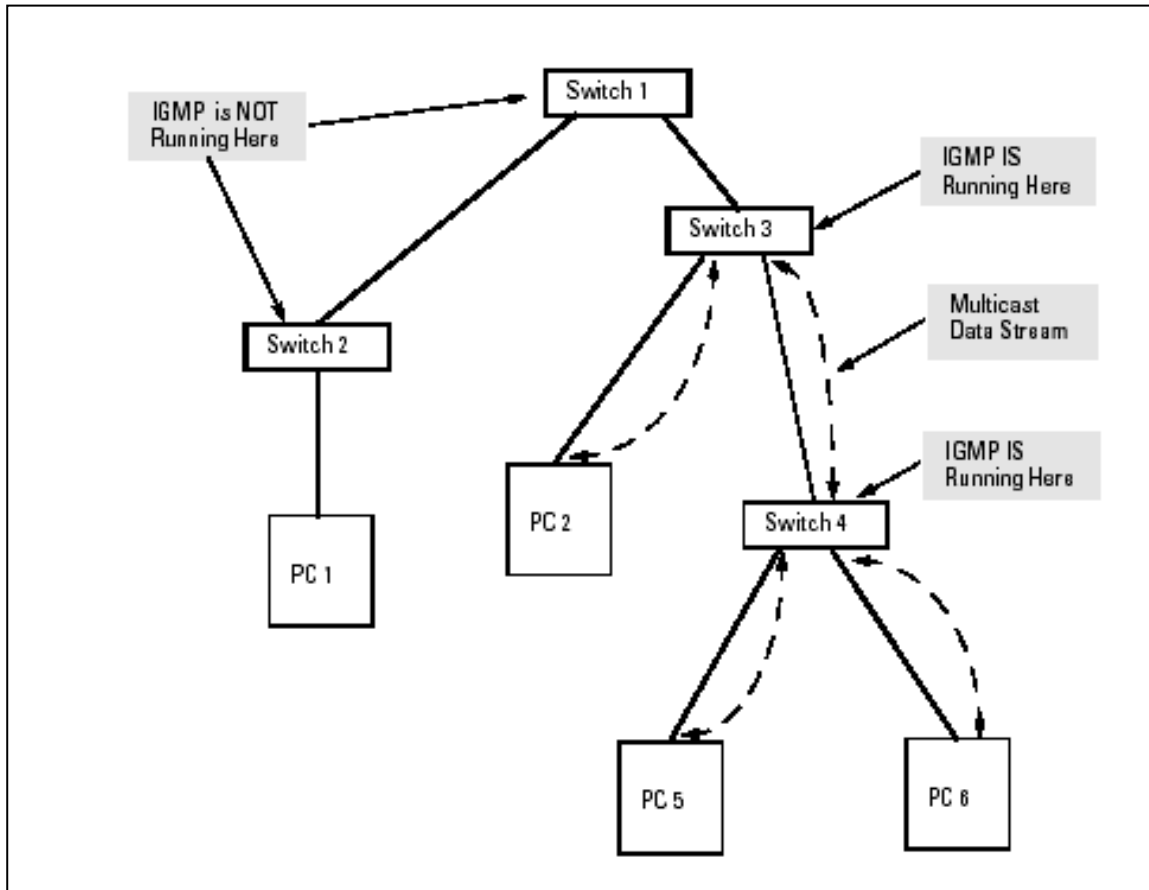 Switch 1
IGMP is NOT
Running Here
IGMP IS
Running Here
Switch 3
Multicast
Data Stream
Switch 2
IGMP IS
Running Here
PC 2
Switch 4
PC 1
PC 5
PC 6